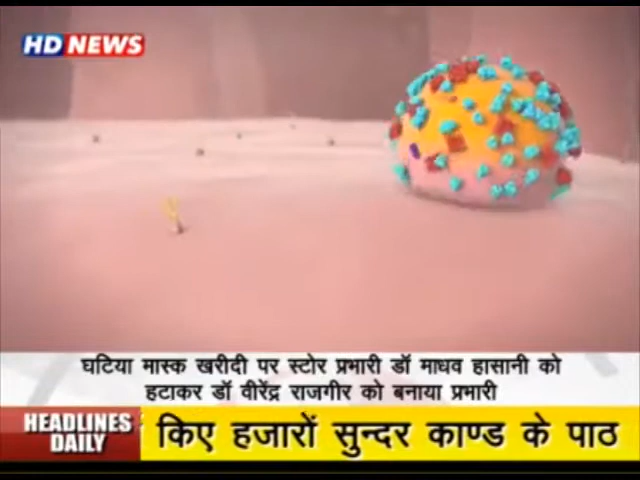 HD NEWS
घटिया मास्क खरीदी पर स्टोर प्रभारी डॉ माधव हासानी को
हटाकर डॉ वीरेंद्र राजगीर को बनाया प्रभारी
HEADLINES
DAILY
किए हजारों सुन्दर काण्ड के पाठ